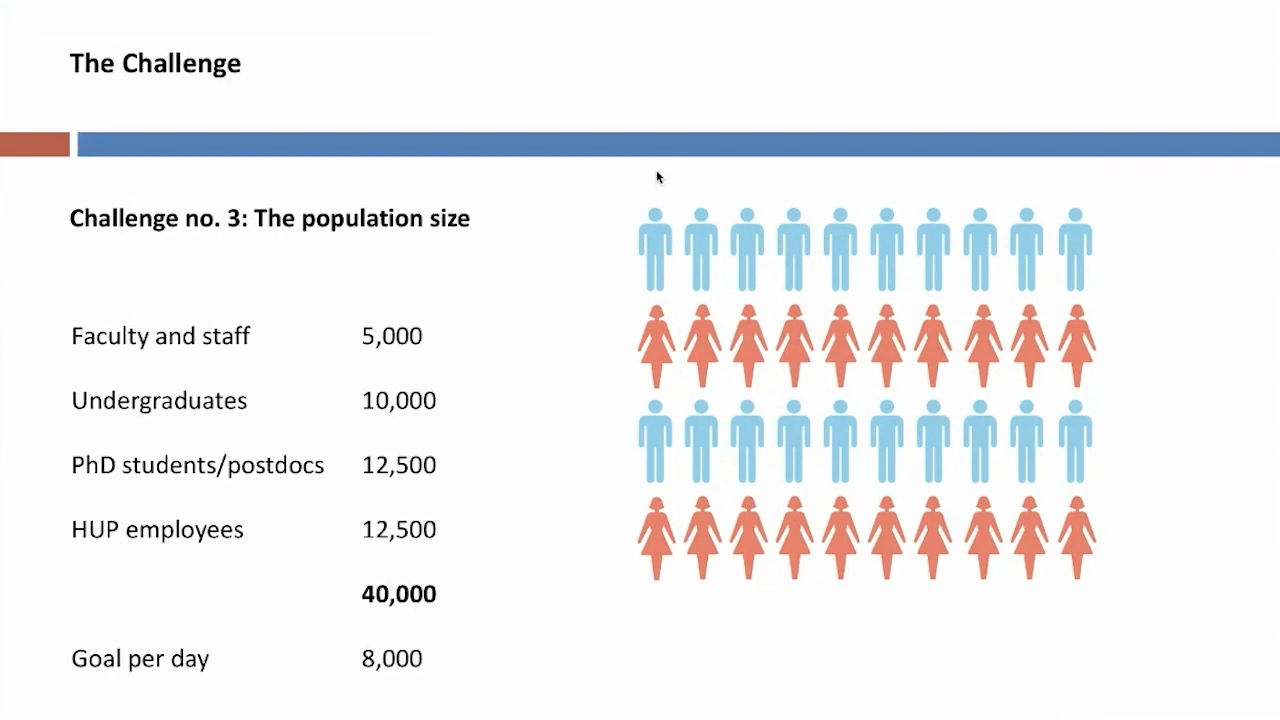 The Challenge
Challenge no. 3: The population size
Faculty and staff 5,000
Undergraduates 10,000
PhD students/postdocs 12,500
HUP employees 12,500
40,000
Goal per day 8,000